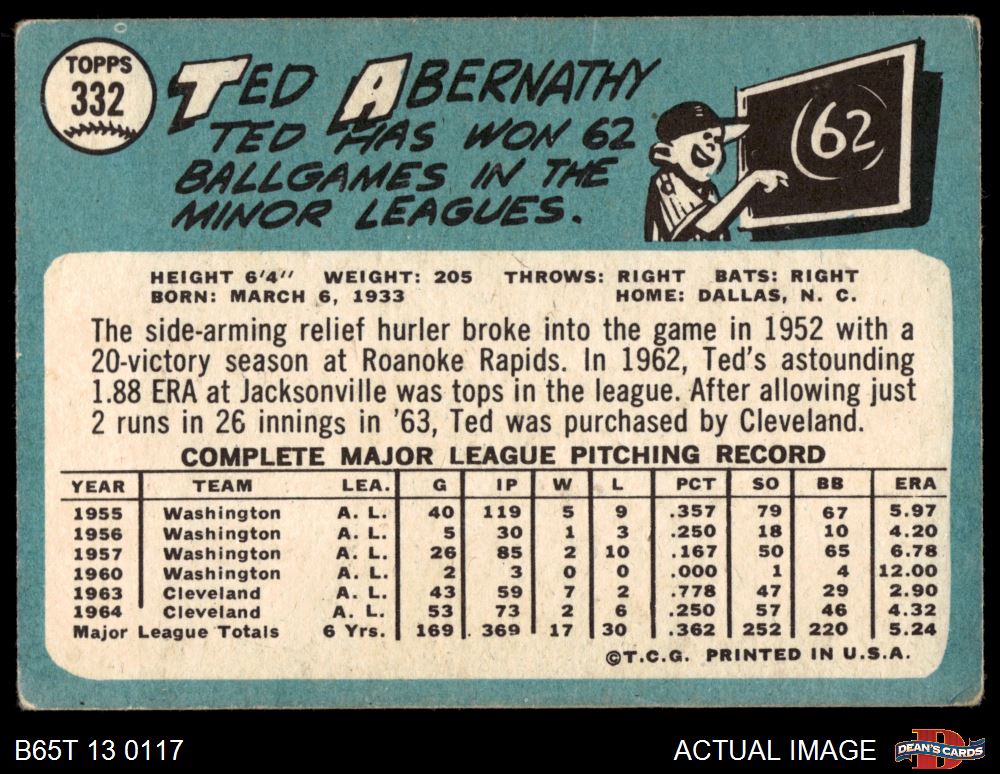 TOPPS
332
TED ABERNATHY
TED HAS WON 62
BALLGAMES IN THE
MINOR LEAGUES.
62
HEIGHT 6'4" WEIGHT: 205 THROWS: RIGHT BATS: RIGHT
BORN: MARCH 6, 1933 HOME: DALLAS, N. C.
The side-arming relief hurler broke into the game in 1952 with a
20-victory season at Roanoke Rapids. In 1962, Ted's astounding
1.88 ERA at Jacksonville was tops in the league. After allowing just
2 runs in 26 innings in '63, Ted was purchased by Cleveland.
COMPLETE MAJOR LEAGUE PITCHING RECORD
YEAR TEAM LEA. G IP W L PCT SO BB ERA
1955 Washington A. L. 40 119 5 9 .357 79 67 5.97
1956 Washington A. L. 5 30 1 3 .250 18 10 4.20
1957 Washington A. L. 26 85 2 10 .167 50 65 6.78
1960 Washington A. L. 2 3 0 0 .000 1 4 12.00
1963 Cleveland A. L. 43 59 7 2 .778 47 29 2.90
1964 Cleveland A. L. 53 73 2 6 .250 57 46 4.32
Major League Totals 6 Yrs. 169 369 17 30 .362 252 220 5.24
©T.C.G. PRINTED IN U.S.A.
B65T 13 0117 ACTUAL IMAGE DEAN'S CARDS